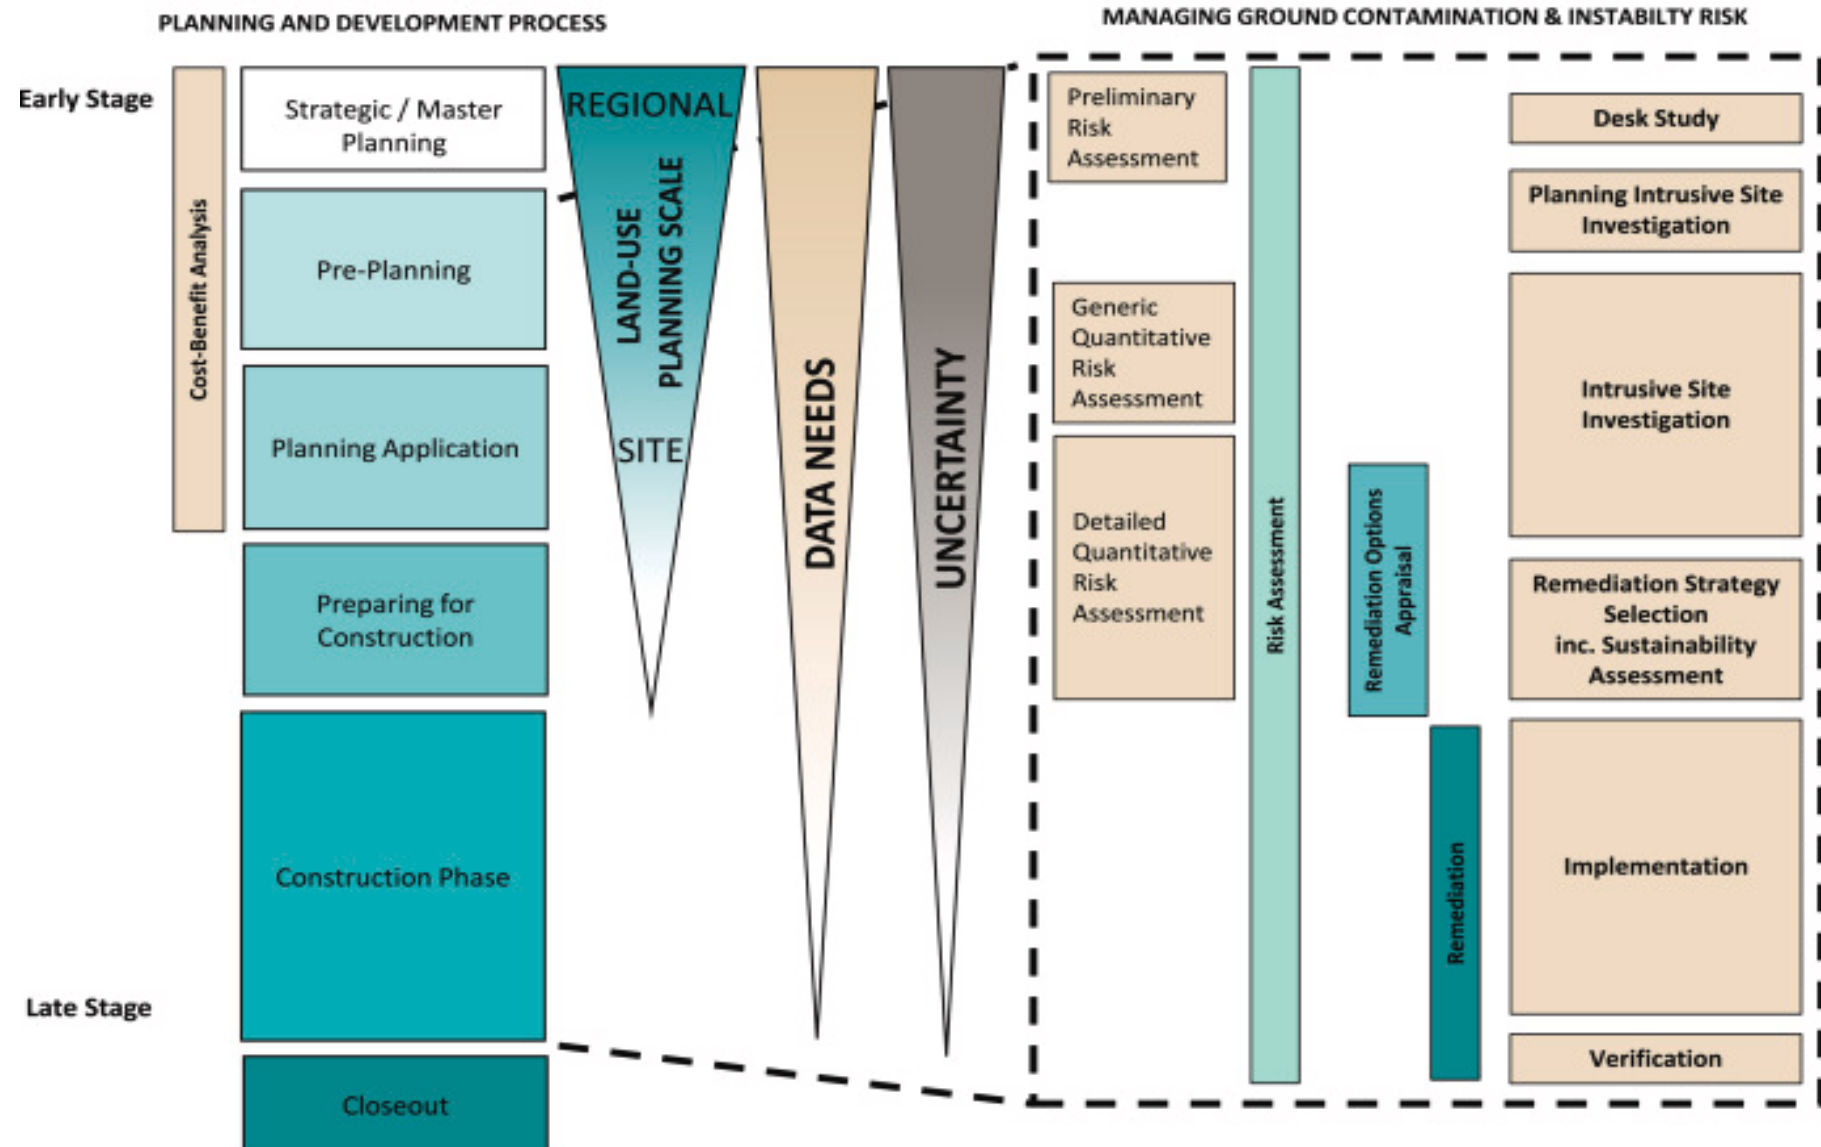 PLANNING AND DEVELOPMENT PROCESS
MANAGING GROUND CONTAMINATION & INSTABILTY RISK
Early Stage
Late Stage
Cost-Benefit Analysis
Strategic / Master
Planning
Pre-Planning
Planning Application
Preparing for
Construction
Construction Phase
Closeout
REGIONAL
LAND-USE
PLANNING SCALE
SITE
DATA NEEDS
UNCERTAINTY
Preliminary
Risk
Assessment
Generic
Quantitative
Risk
Assessment
Detailed
Quantitative
Risk
Assessment
Risk Assessment
Remediation Options
Appraisal
Remediation
Desk Study
Planning Intrusive Site
Investigation
Intrusive Site
Investigation
Remediation Strategy
Selection
inc. Sustainability
Assessment
Implementation
Verification